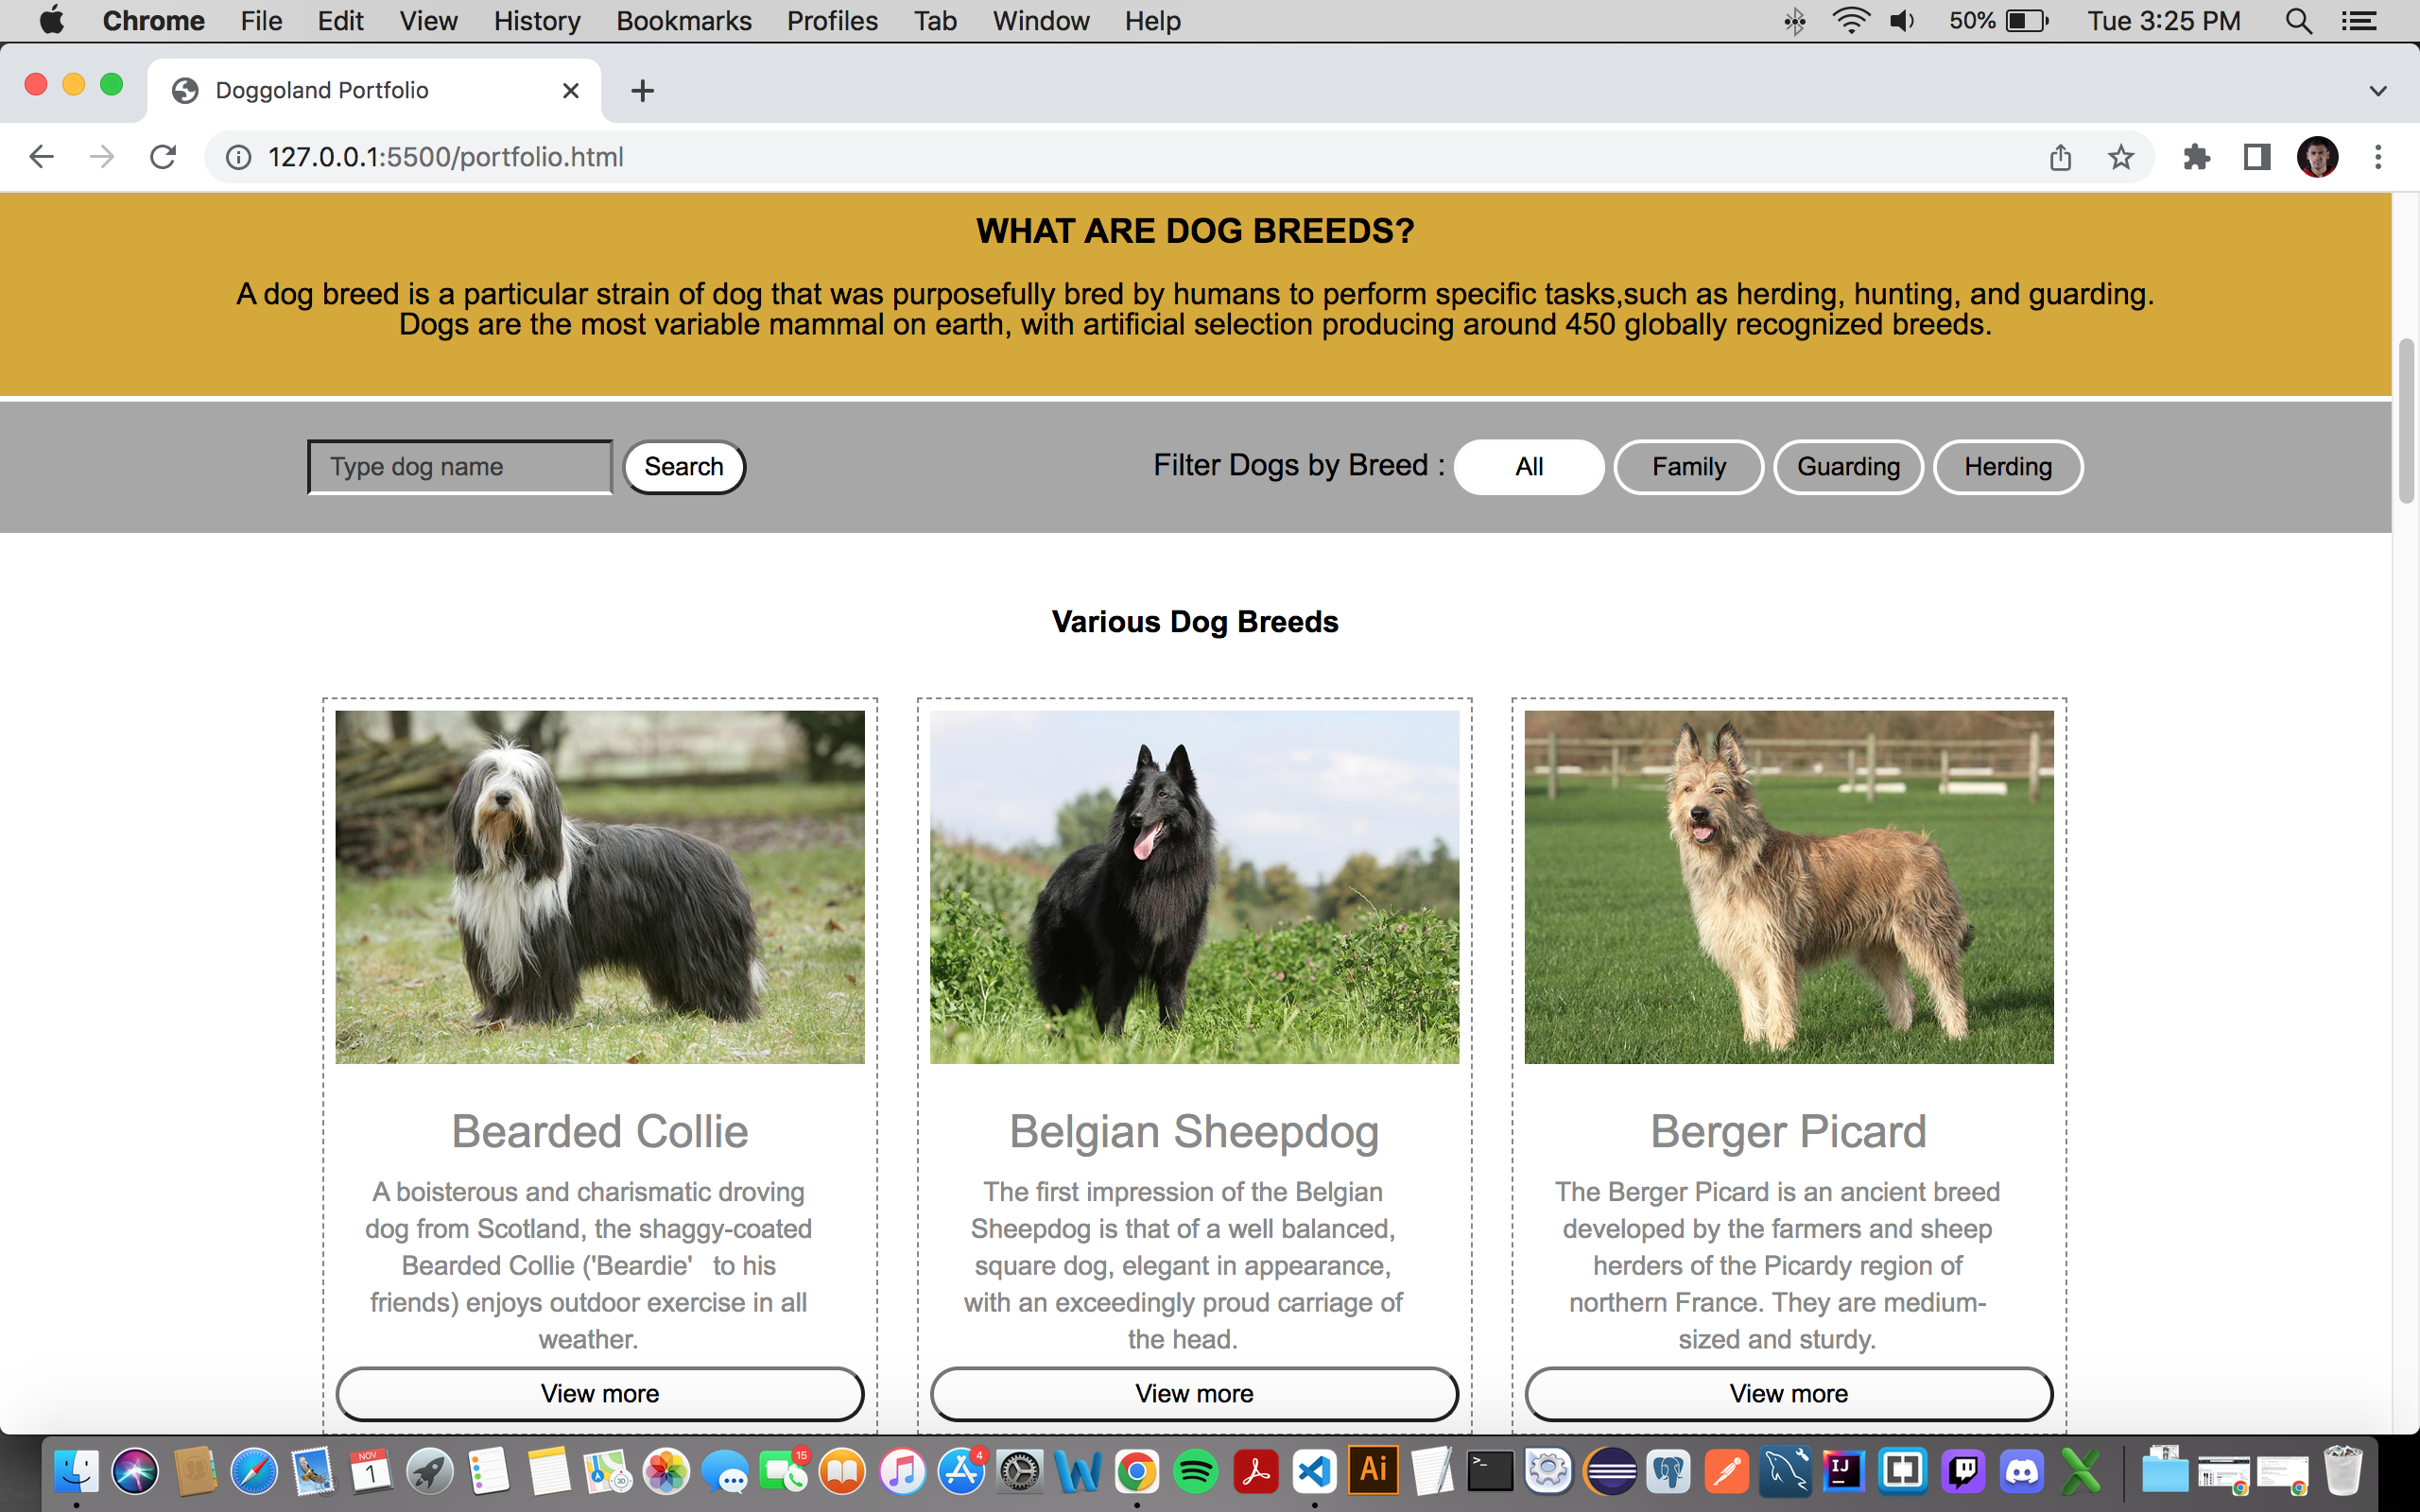 Chrome File Edit View History Bookmarks Profiles Tab Window Help 50% Tue 3:25 PM
Doggoland Portfolio
127.0.0.1:5500/portfolio.html
WHAT ARE DOG BREEDS?
A dog breed is a particular strain of dog that was purposefully bred by humans to perform specific tasks,such as herding, hunting, and guarding.
Dogs are the most variable mammal on earth, with artificial selection producing around 450 globally recognized breeds.
Type dog name Search Filter Dogs by Breed : All Family Guarding Herding
Various Dog Breeds
Bearded Collie
A boisterous and charismatic droving
dog from Scotland, the shaggy-coated
Bearded Collie ('Beardie'   to his
friends) enjoys outdoor exercise in all
weather.
View more
Belgian Sheepdog
The first impression of the Belgian
Sheepdog is that of a well balanced,
square dog, elegant in appearance,
with an exceedingly proud carriage of
the head.
View more
Berger Picard
The Berger Picard is an ancient breed
developed by the farmers and sheep
herders of the Picardy region of
northern France. They are medium-
sized and sturdy.
View more
NOV 1 3D 15 4 Ai >_ IJ